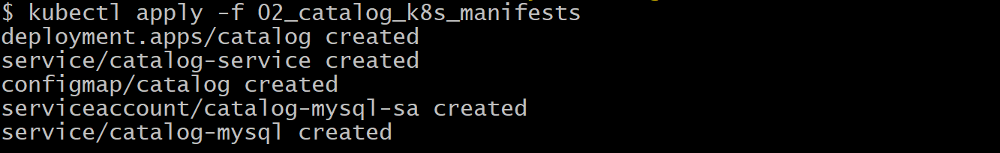 $ kubectl apply -f 02_catalog_k8s_manifests
deployment.apps/catalog created
service/catalog-service created
configmap/catalog created
serviceaccount/catalog-mysql-sa created
service/catalog-mysql created